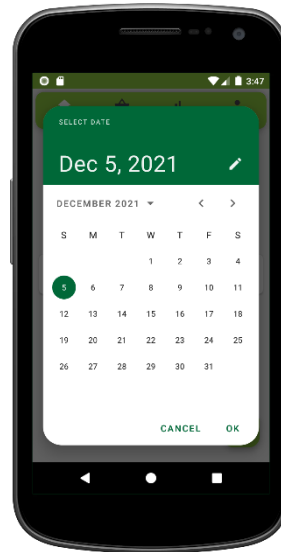 3:47
SELECT DATE
Dec 5, 2021
DECEMBER 2021
S M T W T F S
1 2 3 4
5 6 7 8 9 10 11
12 13 14 15 16 17 18
19 20 21 22 23 24 25
26 27 28 29 30 31
CANCEL OK